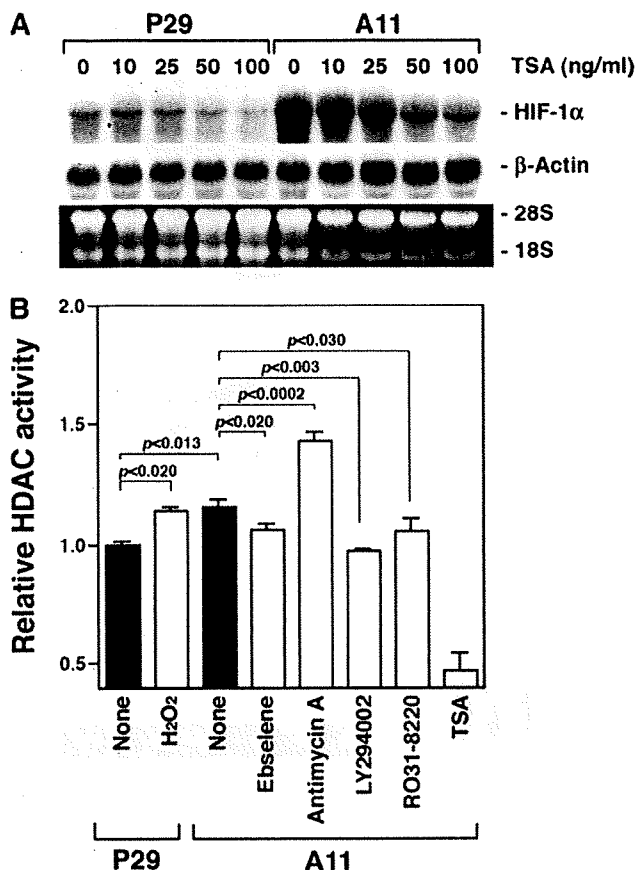 A
P29 A11
0 10 25 50 100 0 10 25 50 100 TSA (ng/ml)
- HIF-1α
- β-Actin
- 28S
- 18S
B
2.0
1.5
1.0
0.5
Relative HDAC activity
p<0.030
p<0.003
p<0.0002
p<0.020
p<0.013
p<0.020
None
H₂O₂
None
Ebselene
Antimycin A
LY294002
RO31-8220
TSA
P29 A11